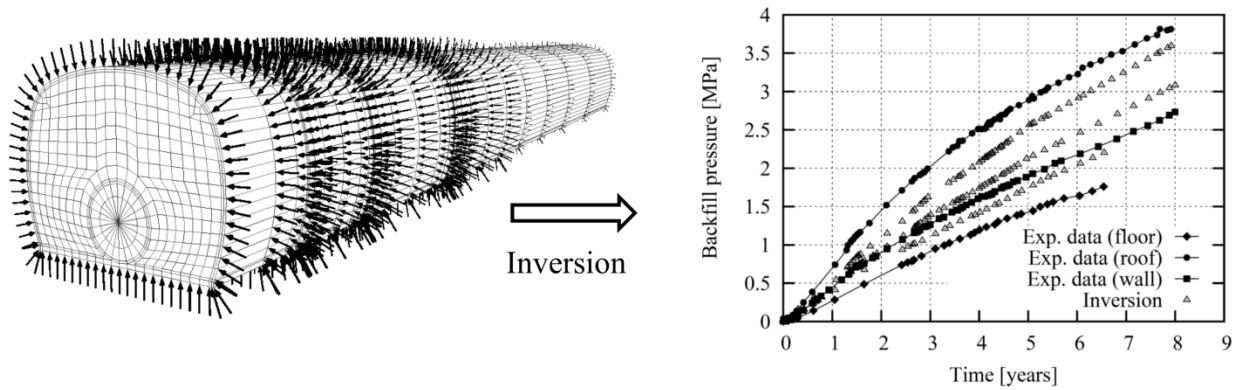 Inversion
Backfill pressure [MPa]
4
3.5
3
2.5
2
1.5
1
0.5
0
0 1 2 3 4 5 6 7 8 9
Time [years]
Exp. data (floor)
Exp. data (roof)
Exp. data (wall)
Inversion